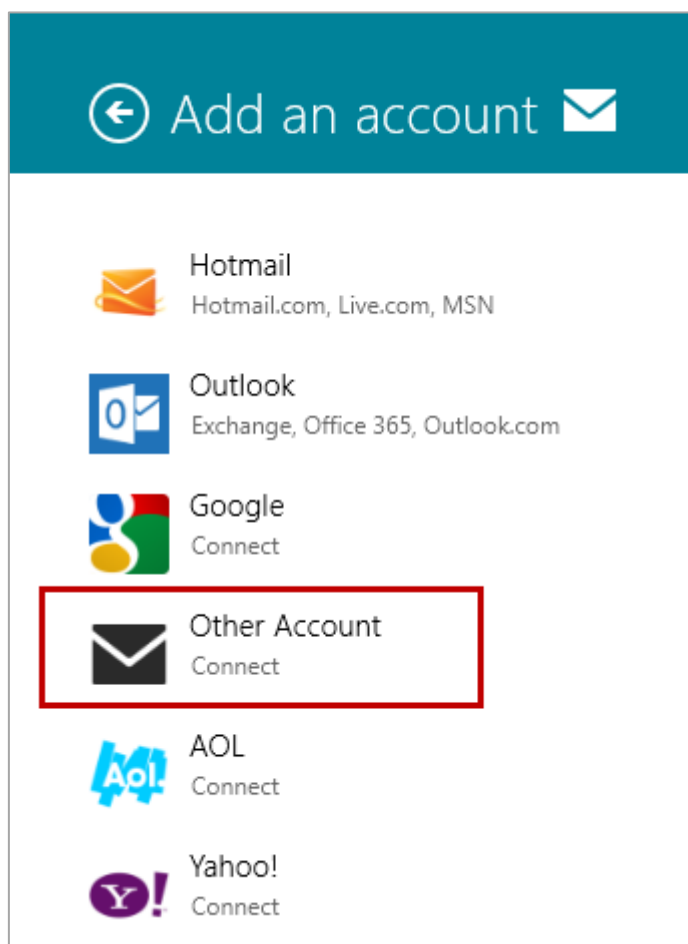 Add an account
Hotmail
Hotmail.com, Live.com, MSN
Outlook
Exchange, Office 365, Outlook.com
Google
Connect
Other Account
Connect
AOL
Aol.
Connect
Yahoo!
Y!
Connect